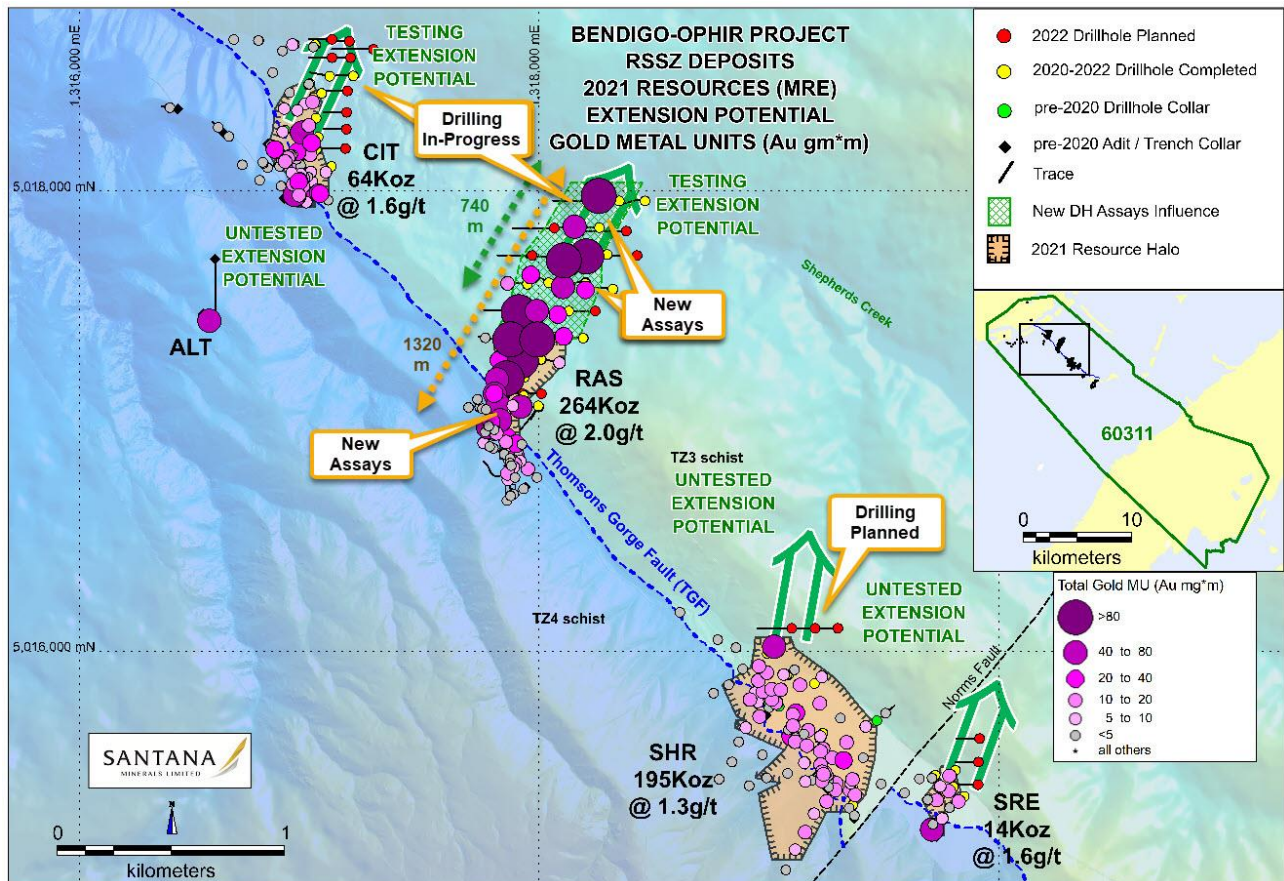 BENDIGO-OPHIR PROJECT
RSSZ DEPOSITS
2021 RESOURCES (MRE)
EXTENSION POTENTIAL
GOLD METAL UNITS (Au gm*m)
1,316,000 mE
1,318,000 mE
5,018,000 mN
5,016,000 mN
TESTING
EXTENSION
POTENTIAL
Drilling
In-Progress
CIT
64Koz
@ 1.6g/t
UNTESTED
EXTENSION
POTENTIAL
ALT
740
m
1320
m
TESTING
EXTENSION
POTENTIAL
New
Assays
Shepherds Creek
RAS
264Koz
@ 2.0g/t
New
Assays
Thomsons Gorge Fault (TGF)
TZ3 schist
UNTESTED
EXTENSION
POTENTIAL
Drilling
Planned
UNTESTED
EXTENSION
POTENTIAL
TZ4 schist
Norms Fault
SHR
195Koz
@ 1.3g/t
SRE
14Koz
@ 1.6g/t
SANTANA
MINERALS LIMITED
N
0 1
kilometers
2022 Drillhole Planned
2020-2022 Drillhole Completed
pre-2020 Drillhole Collar
pre-2020 Adit / Trench Collar
Trace
New DH Assays Influence
2021 Resource Halo
60311
0 10
kilometers
Total Gold MU (Au mg*m)
>80
40 to 80
20 to 40
10 to 20
5 to 10
<5
all others